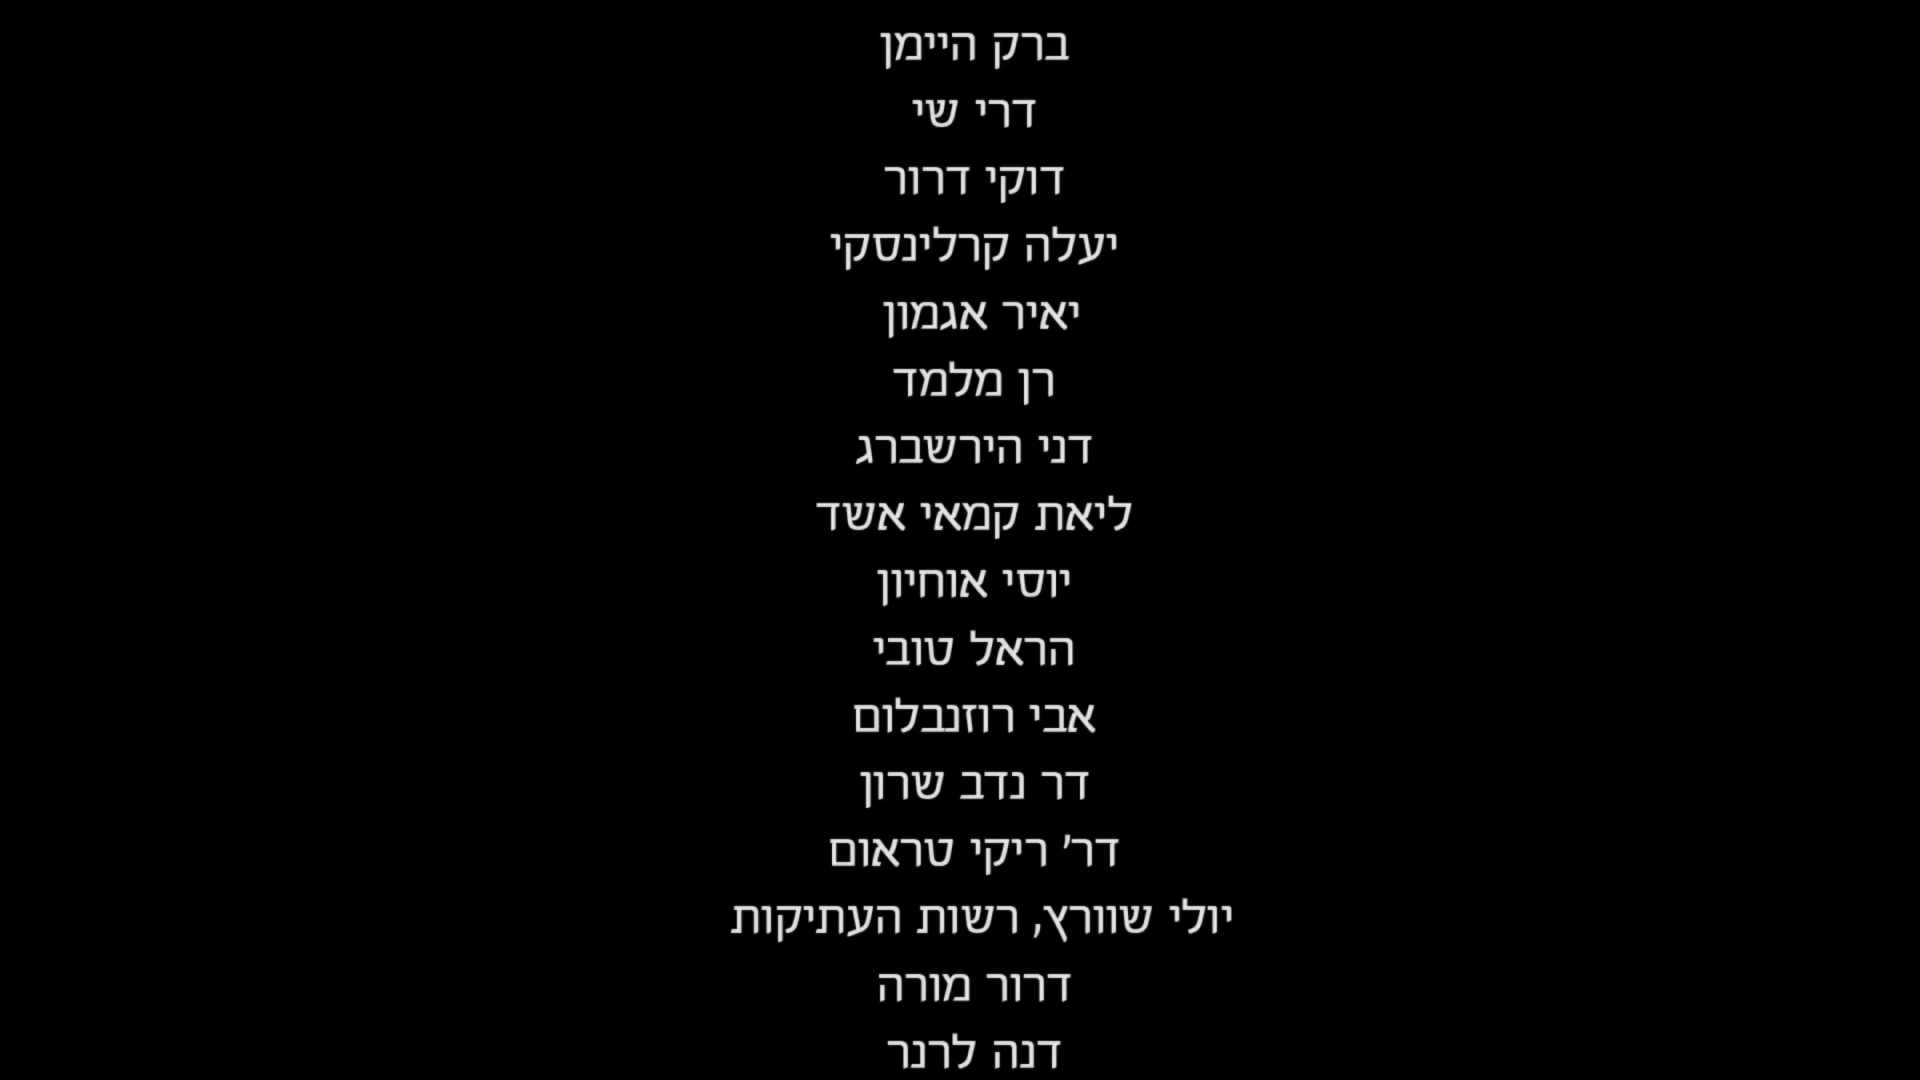 ברק היימן
דרי שי
דוקי דרור
יעלה קרלינסקי
יאיר אגמון
רן מלמד
דני הירשברג
ליאת קמאי אשד
יוסי אוחיון
הראל טובי
אבי רוזנבלום
דר נדב שרון
דר' ריקי טראום
יולי שוורץ, רשות העתיקות
דרור מורה
דנה לרנר